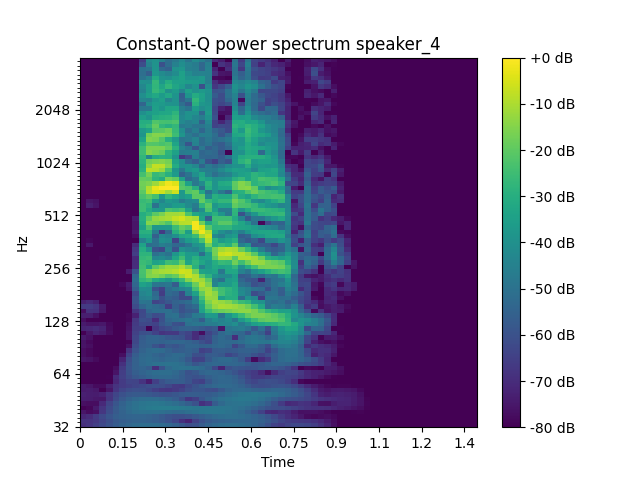 Constant-Q power spectrum speaker_4
Hz
2048
1024
512
256
128
64
32
0 0.15 0.3 0.45 0.6 0.75 0.9 1.1 1.2 1.4
Time
+0 dB
-10 dB
-20 dB
-30 dB
-40 dB
-50 dB
-60 dB
-70 dB
-80 dB